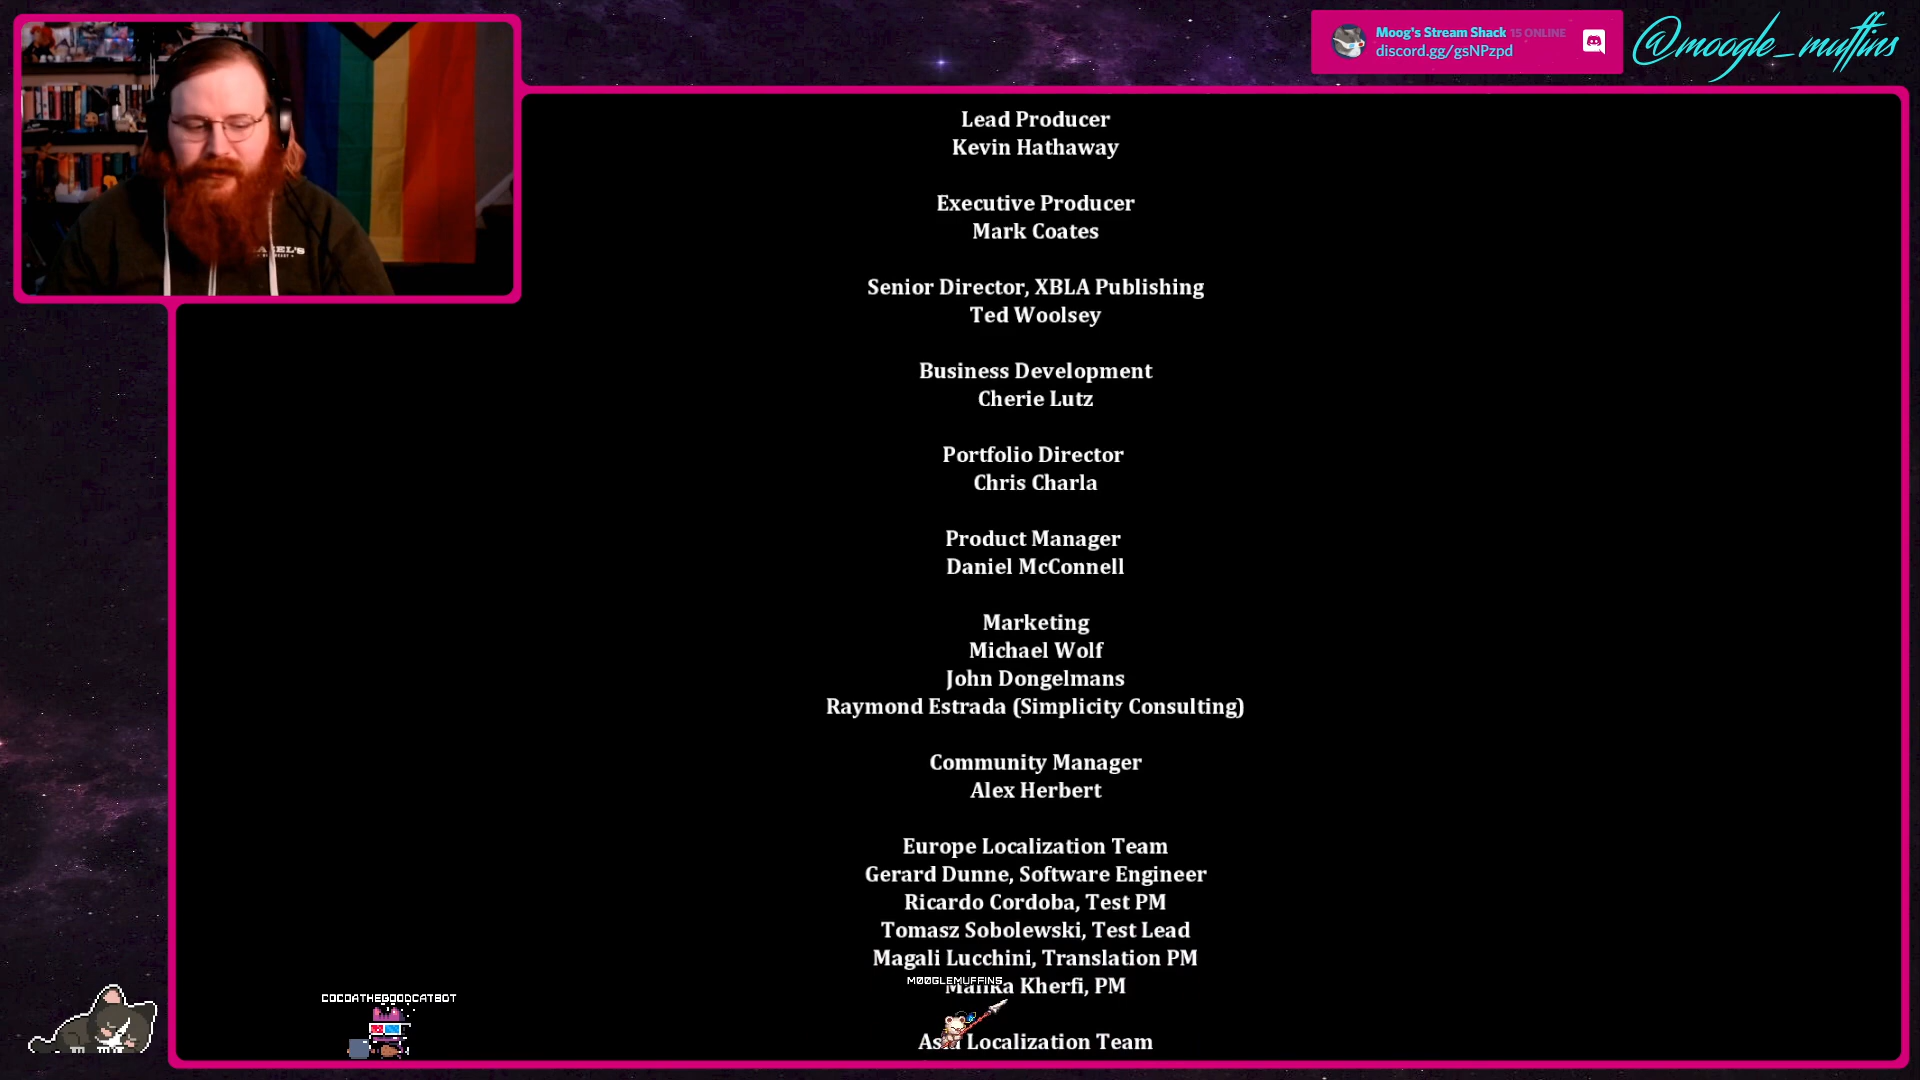 Moog's Stream Shack 15 ONLINE
discord.gg/gsNPzpd
@moogle_muffins
Lead Producer
Kevin Hathaway
Executive Producer
Mark Coates
Senior Director, XBLA Publishing
Ted Woolsey
Business Development
Cherie Lutz
Portfolio Director
Chris Charla
Product Manager
Daniel McConnell
Marketing
Michael Wolf
John Dongelmans
Raymond Estrada (Simplicity Consulting)
Community Manager
Alex Herbert
Europe Localization Team
Gerard Dunne, Software Engineer
Ricardo Cordoba, Test PM
Tomasz Sobolewski, Test Lead
Magali Lucchini, Translation PM
M00GLEMUFFINS
Malika Kherfi, PM
COCOATHEGOODCATBOT
Asia Localization Team